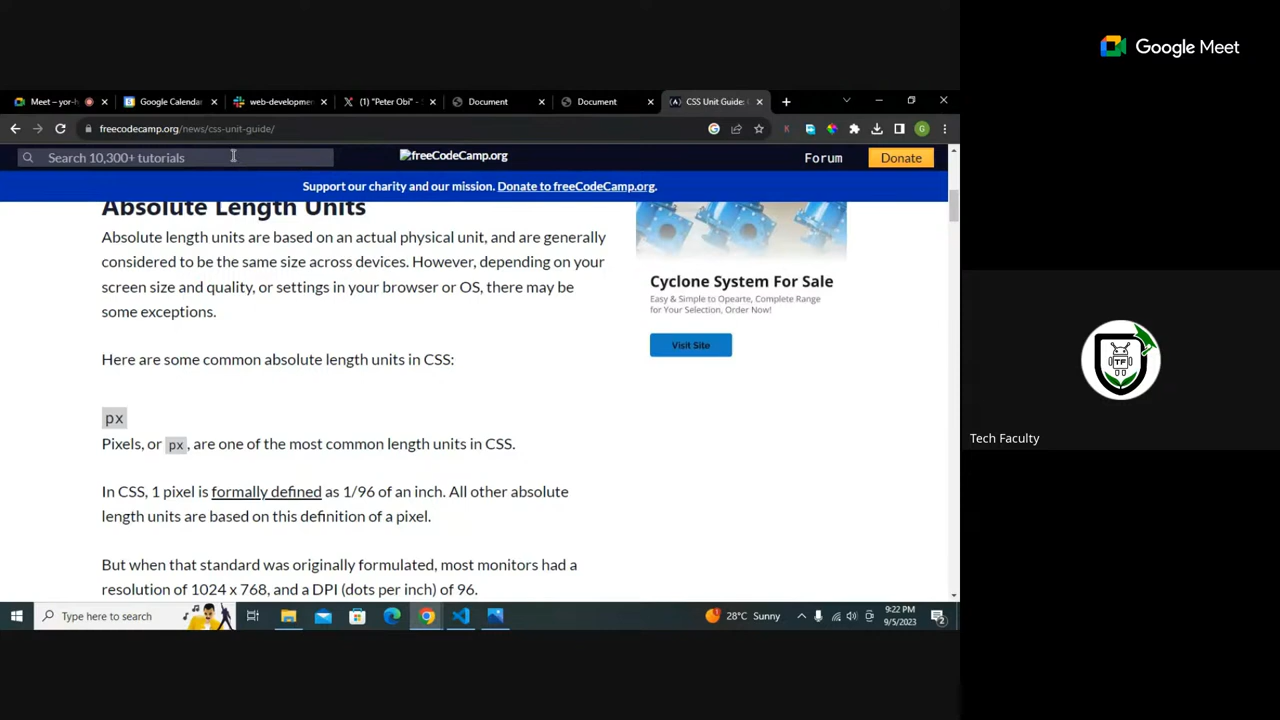 Google Meet
Meet – yor-h
Google Calendar
web-developmen
(1) "Peter Obi" - S
Document
Document
CSS Unit Guide:
freecodecamp.org/news/css-unit-guide/
Search 10,300+ tutorials
freeCodeCamp.org
Forum
Donate
Support our charity and our mission. Donate to freeCodeCamp.org.
Absolute Length Units
Absolute length units are based on an actual physical unit, and are generally
considered to be the same size across devices. However, depending on your
screen size and quality, or settings in your browser or OS, there may be
some exceptions.
Here are some common absolute length units in CSS:
px
Pixels, or px, are one of the most common length units in CSS.
In CSS, 1 pixel is formally defined as 1/96 of an inch. All other absolute
length units are based on this definition of a pixel.
But when that standard was originally formulated, most monitors had a
resolution of 1024 x 768, and a DPI (dots per inch) of 96.
Cyclone System For Sale
Easy & Simple to Opearte, Complete Range
for Your Selection, Order Now!
Visit Site
TF
Tech Faculty
Type here to search
28°C Sunny
9:22 PM
9/5/2023
2